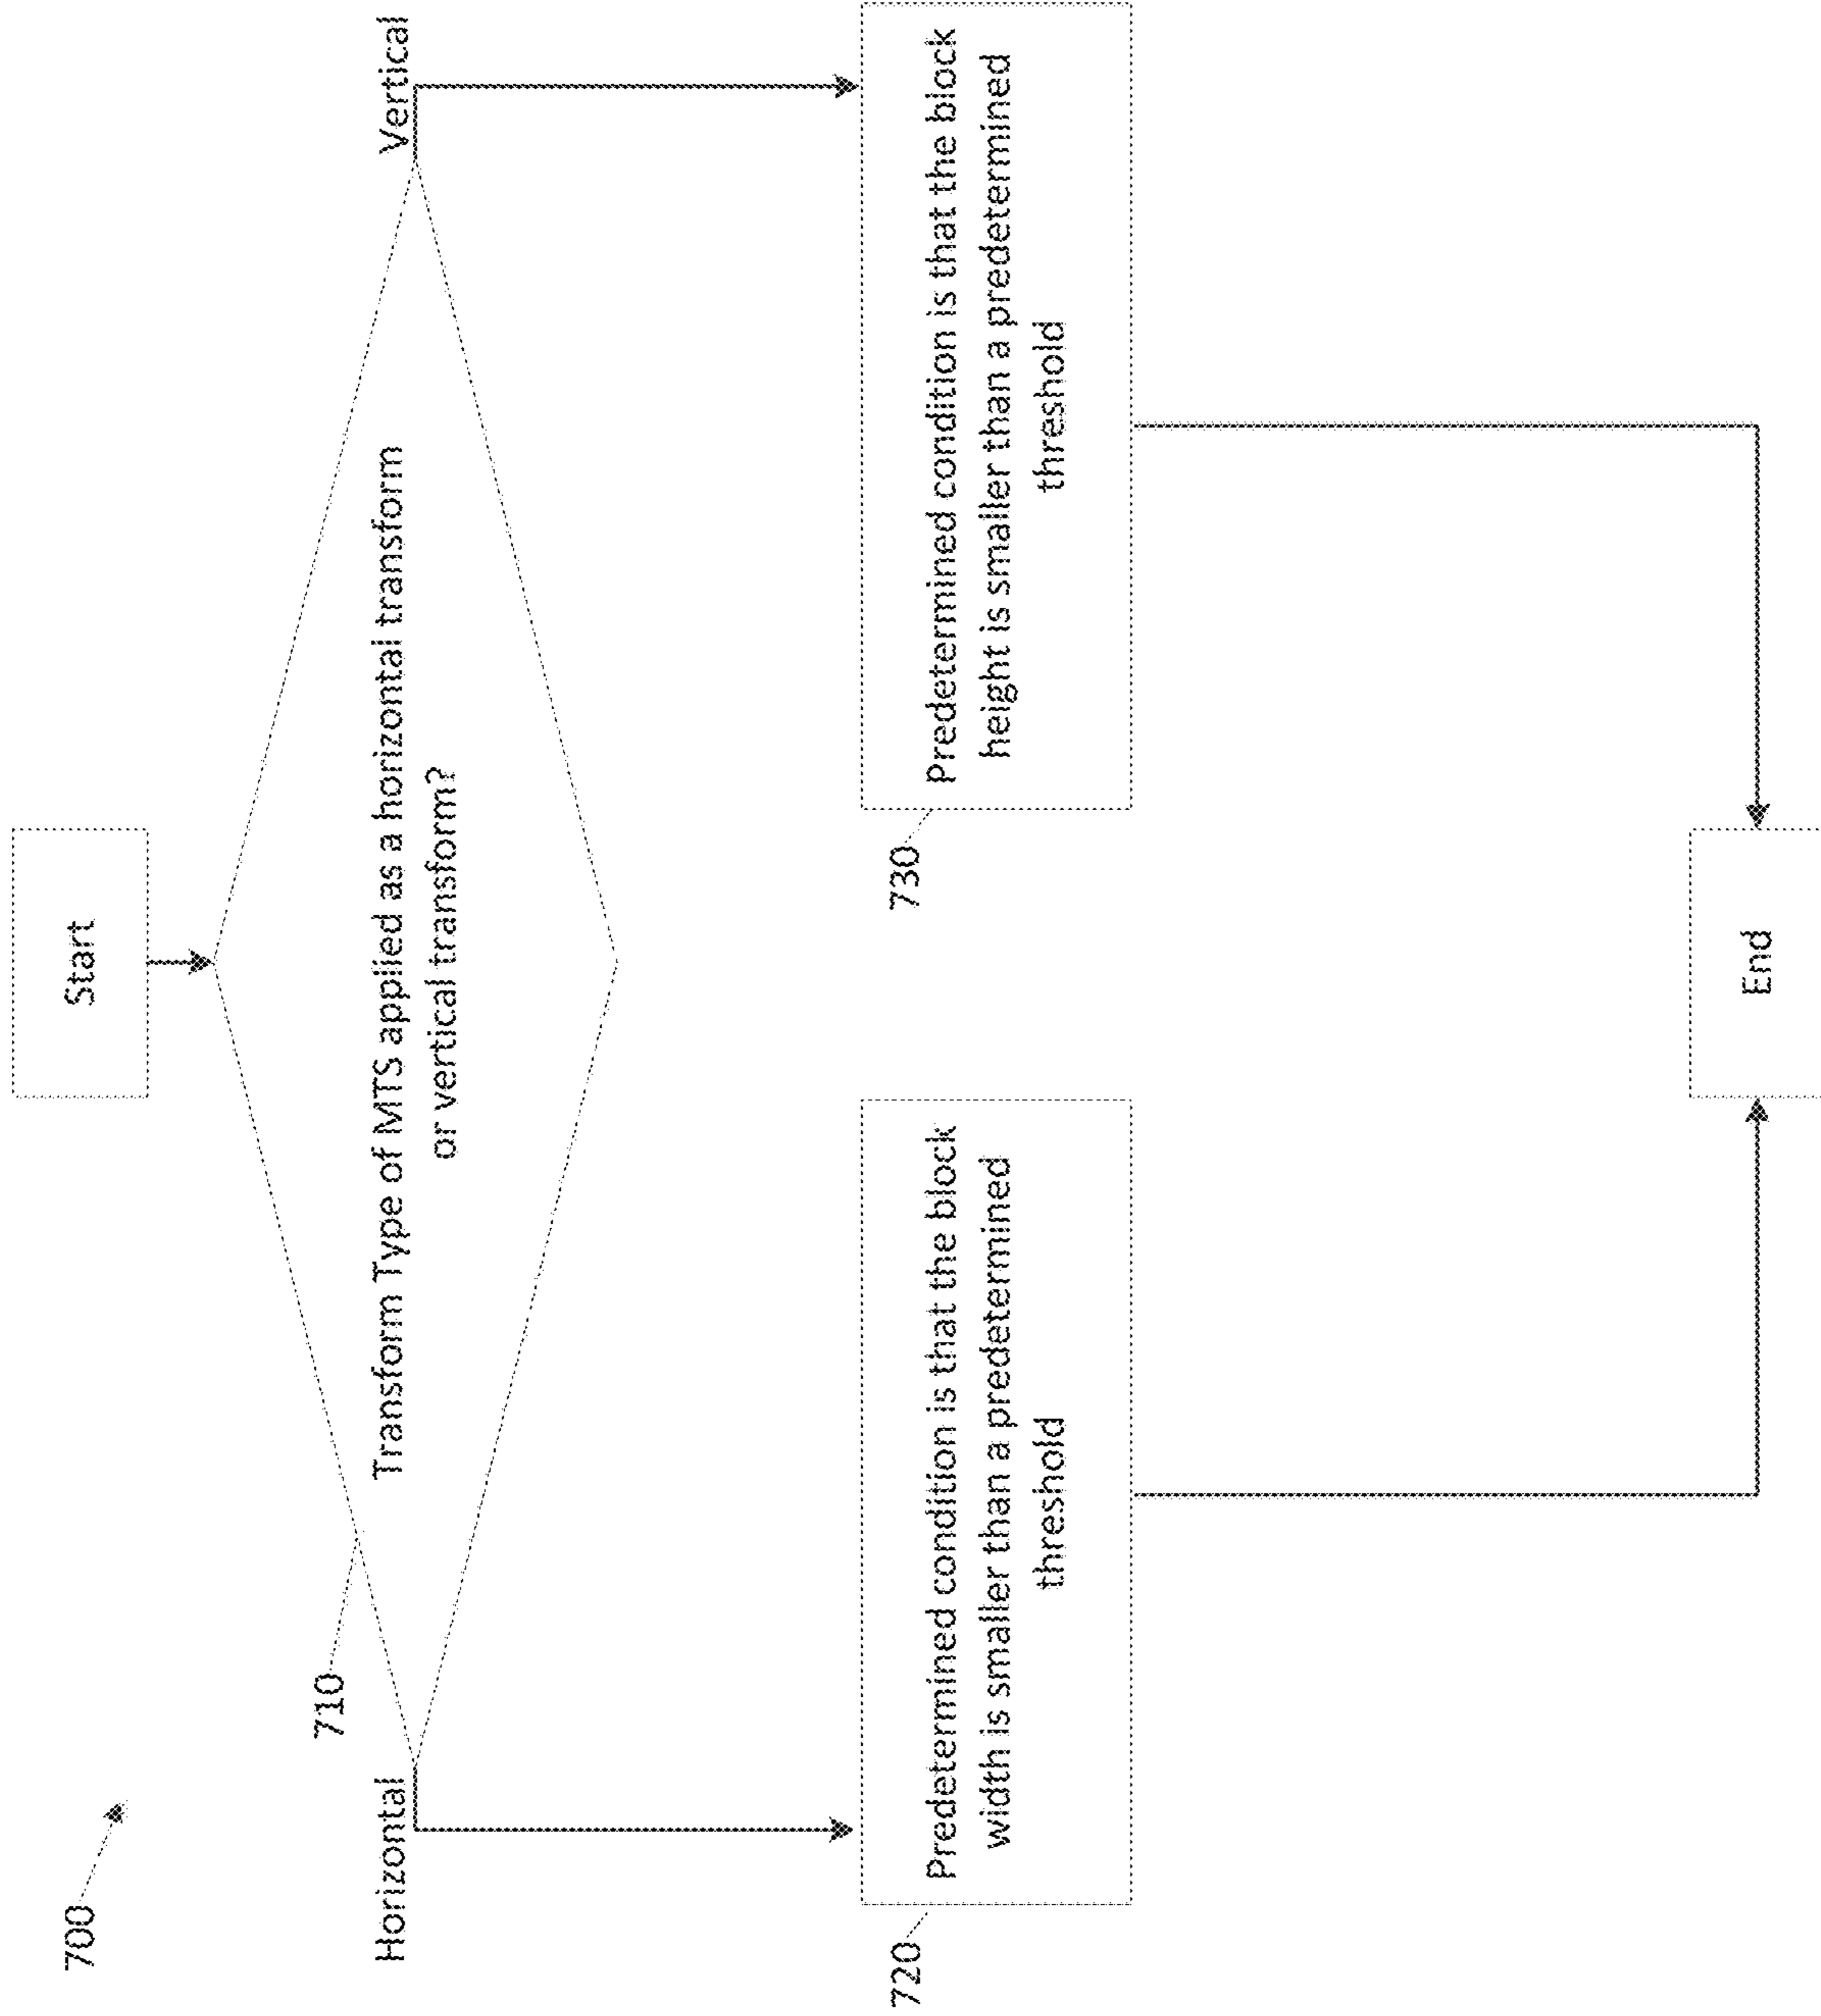 700
Start
710
Transform Type of MTS applied as a horizontal transform
or vertical transform?
Horizontal
Vertical
720
Predetermined condition is that the block
width is smaller than a predetermined
threshold
730
Predetermined condition is that the block
height is smaller than a predetermined
threshold
End